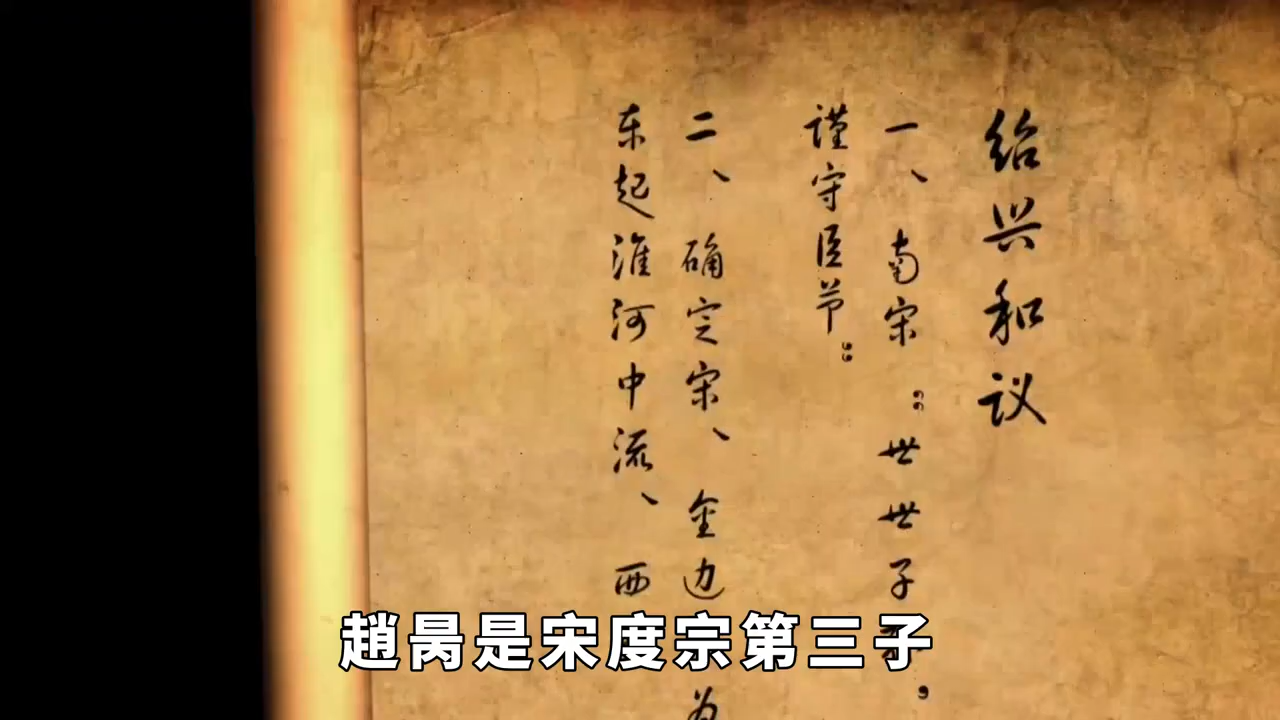 绍兴和议
一、南宋：世世子
谨守臣节：
二、确定宋、金边 为
东起淮河中流、西
趙昺是宋度宗第三子